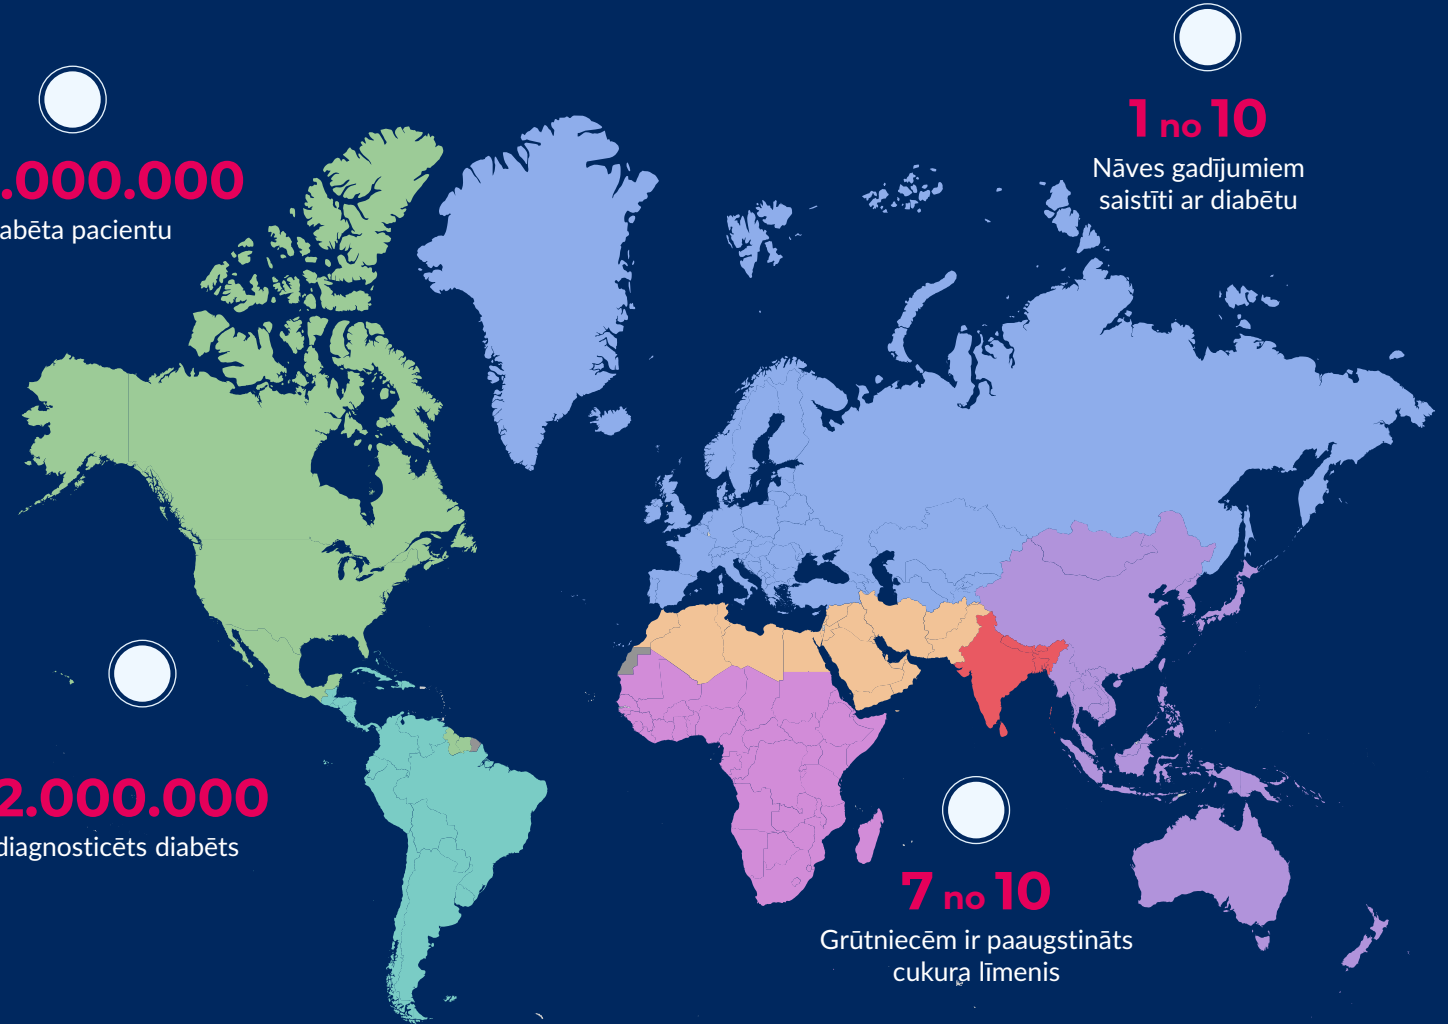 1 no 10
Nāves gadījumiem
saistīti ar diabētu
.000.000
abēta pacientu
2.000.000
diagnosticēts diabēts
7 no 10
Grūtniecēm ir paaugstināts
cukura līmenis